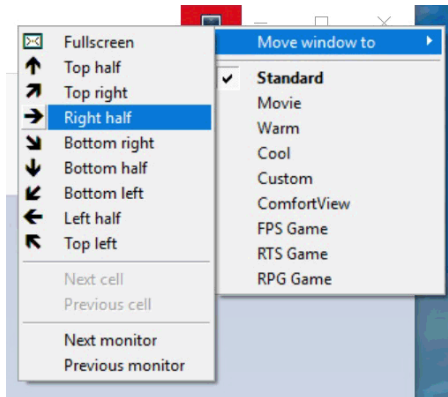 Fullscreen
Top half
Top right
Right half
Bottom right
Bottom half
Bottom left
Left half
Top left
Next cell
Previous cell
Next monitor
Previous monitor
Move window to
Standard
Movie
Warm
Cool
Custom
ComfortView
FPS Game
RTS Game
RPG Game